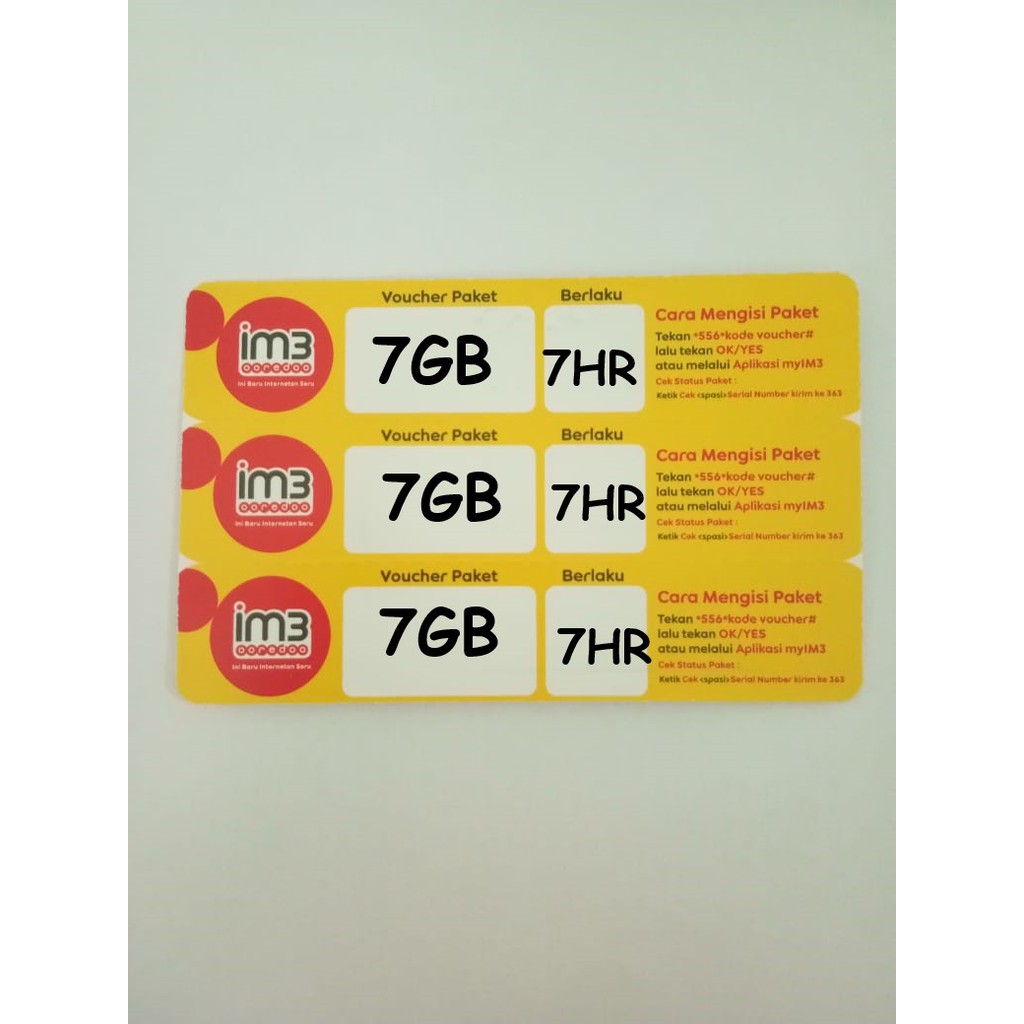 Voucher Paket Berlaku
im3
ooredoo
Ini Baru Internetan Seru
7GB
7HR
Cara Mengisi Paket
Tekan *556*kode voucher#
lalu tekan OK/YES
atau melalui Aplikasi myIM3
Cek Status Paket :
Ketik Cek <spasi> Serial Number kirim ke 363
Voucher Paket Berlaku
im3
ooredoo
Ini Baru Internetan Seru
7GB
7HR
Cara Mengisi Paket
Tekan *556*kode voucher#
lalu tekan OK/YES
atau melalui Aplikasi myIM3
Cek Status Paket :
Ketik Cek <spasi> Serial Number kirim ke 363
Voucher Paket Berlaku
im3
ooredoo
Ini Baru Internetan Seru
7GB
7HR
Cara Mengisi Paket
Tekan *556*kode voucher#
lalu tekan OK/YES
atau melalui Aplikasi myIM3
Cek Status Paket :
Ketik Cek <spasi> Serial Number kirim ke 363